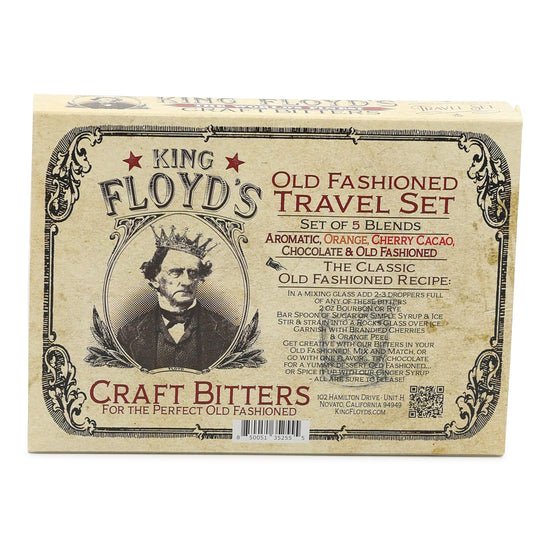 KING FLOYD'S
CRAFT BITTERS
TRAVEL SET
KING
FLOYD'S
FLOYD'S
CRAFT BITTERS
FOR THE PERFECT OLD FASHIONED
OLD FASHIONED
TRAVEL SET
SET OF 5 BLENDS
AROMATIC, ORANGE, CHERRY CACAO,
CHOCOLATE & OLD FASHIONED
THE CLASSIC
OLD FASHIONED RECIPE:
IN A MIXING GLASS ADD 2-3 DROPPERS FULL
OF ANY OF THESE BITTERS
2 OZ BOURBON OR RYE
BAR SPOON OF SUGAR OR SIMPLE SYRUP & ICE
STIR & STRAIN INTO A ROCKS GLASS OVER ICE
GARNISH WITH BRANDIED CHERRIES
& ORANGE PEEL
GET CREATIVE WITH OUR BITTERS IN YOUR
OLD FASHIONED! MIX AND MATCH, OR
GO WITH ONE FLAVOR... TRY CHOCOLATE
FOR A YUMMY DESSERT OLD FASHIONED...
OR SPICE IT UP WITH OUR GINGER SYRUP
- ALL ARE SURE TO PLEASE!
102 HAMILTON DRIVE · UNIT H
NOVATO, CALIFORNIA 94949
KINGFLOYDS.COM
8 50051 35255 5